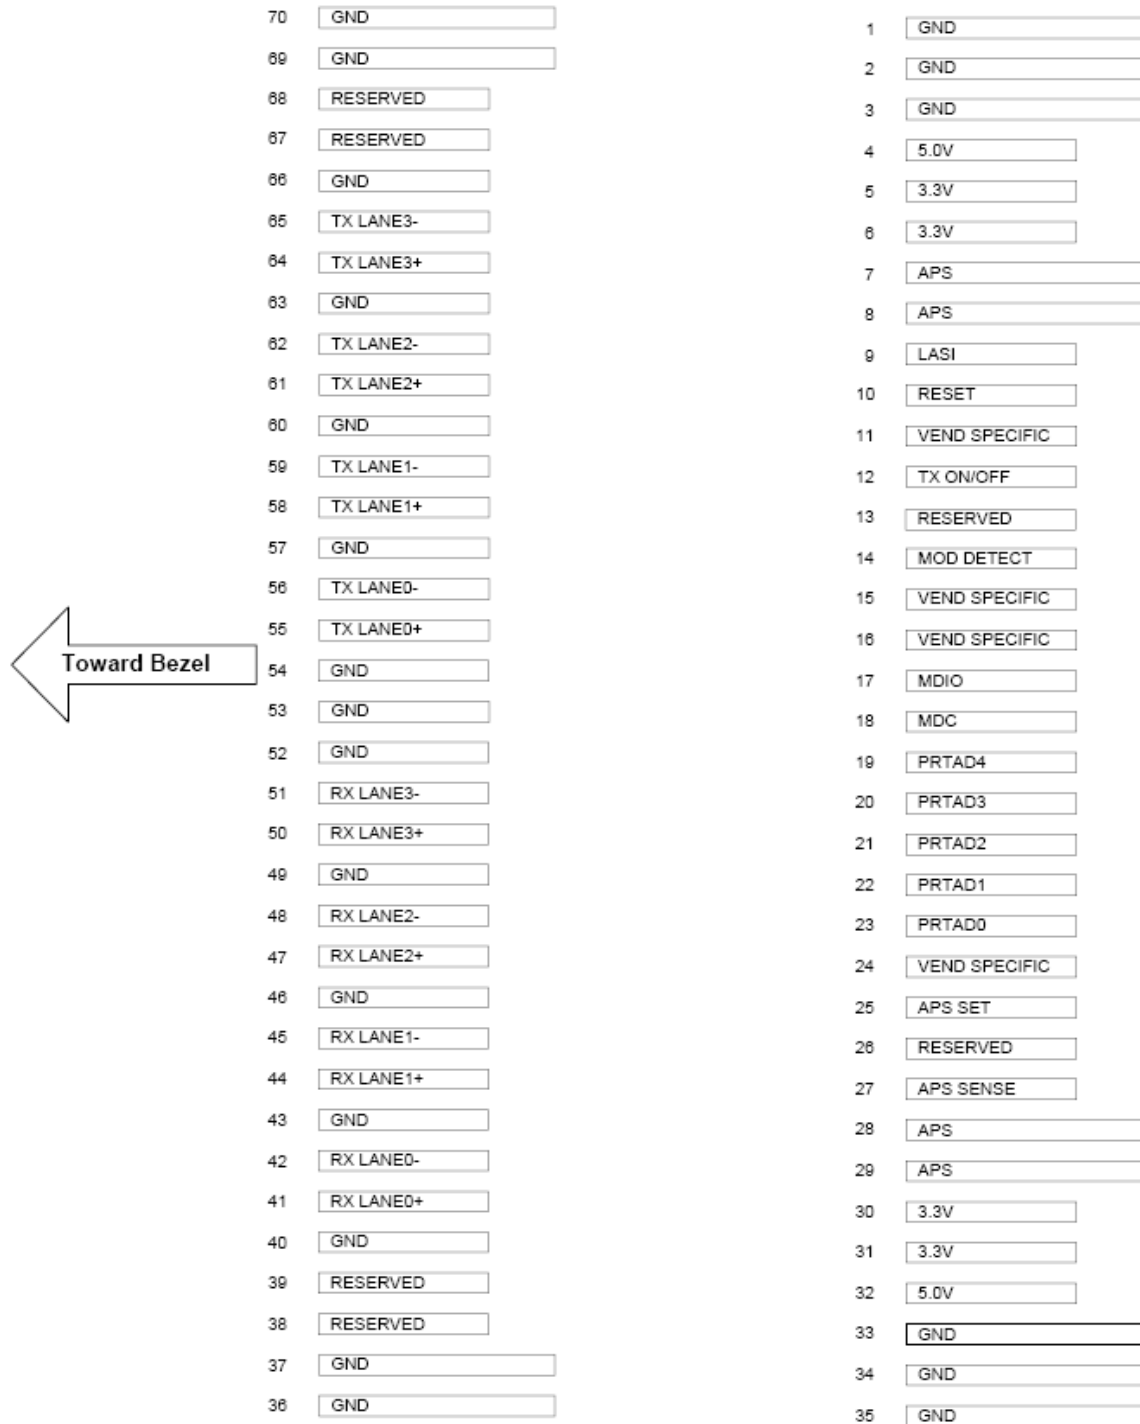 70 GND
69 GND
68 RESERVED
67 RESERVED
66 GND
65 TX LANE3-
64 TX LANE3+
63 GND
62 TX LANE2-
61 TX LANE2+
60 GND
59 TX LANE1-
58 TX LANE1+
57 GND
56 TX LANE0-
55 TX LANE0+
Toward Bezel
54 GND
53 GND
52 GND
51 RX LANE3-
50 RX LANE3+
49 GND
48 RX LANE2-
47 RX LANE2+
46 GND
45 RX LANE1-
44 RX LANE1+
43 GND
42 RX LANE0-
41 RX LANE0+
40 GND
39 RESERVED
38 RESERVED
37 GND
36 GND
1 GND
2 GND
3 GND
4 5.0V
5 3.3V
6 3.3V
7 APS
8 APS
9 LASI
10 RESET
11 VEND SPECIFIC
12 TX ON/OFF
13 RESERVED
14 MOD DETECT
15 VEND SPECIFIC
16 VEND SPECIFIC
17 MDIO
18 MDC
19 PRTAD4
20 PRTAD3
21 PRTAD2
22 PRTAD1
23 PRTAD0
24 VEND SPECIFIC
25 APS SET
26 RESERVED
27 APS SENSE
28 APS
29 APS
30 3.3V
31 3.3V
32 5.0V
33 GND
34 GND
35 GND